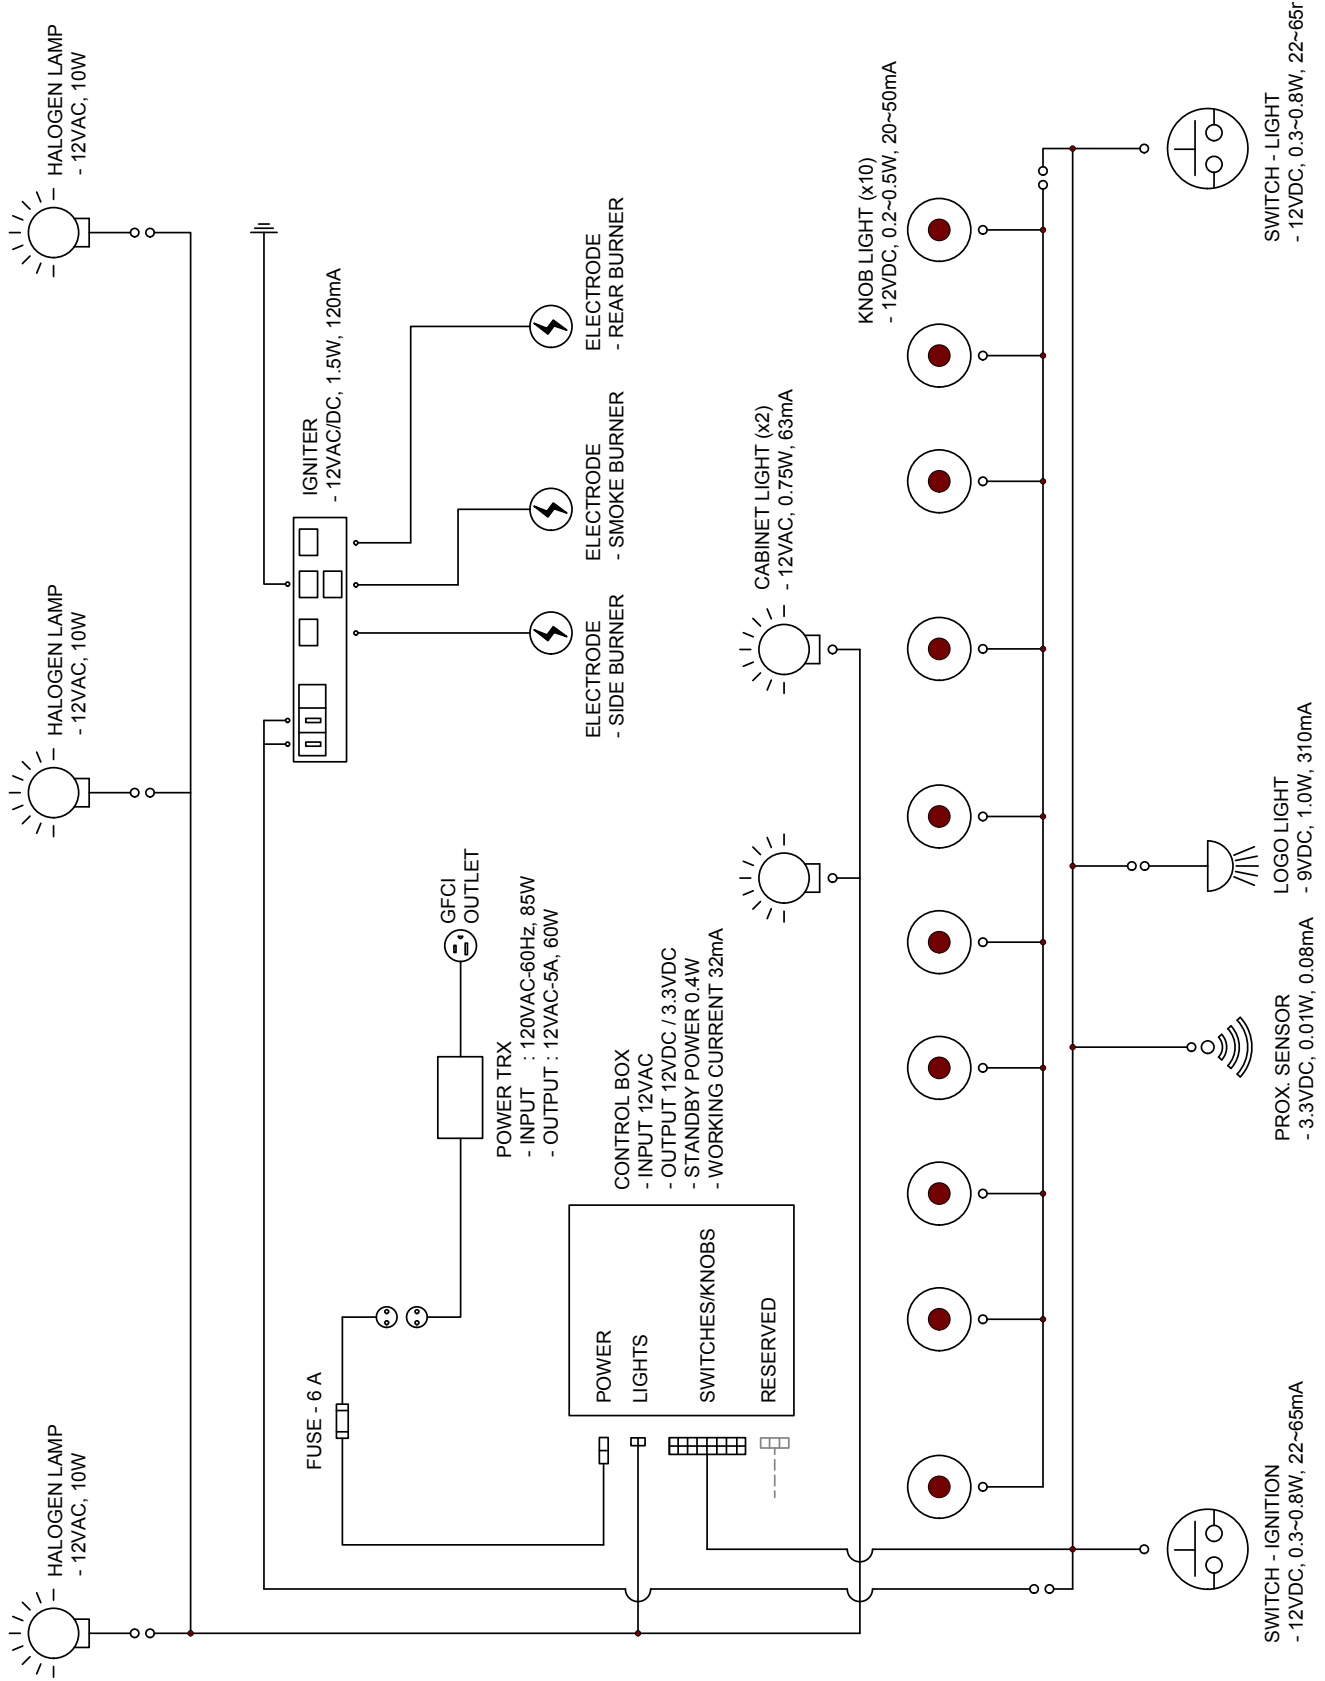 HALOGEN LAMP
- 12VAC, 10W
HALOGEN LAMP
- 12VAC, 10W
HALOGEN LAMP
- 12VAC, 10W
FUSE - 6 A
IGNITER
- 12VAC/DC, 1.5W, 120mA
GFCI
OUTLET
POWER TRX
- INPUT : 120VAC-60Hz, 85W
- OUTPUT : 12VAC-5A, 60W
ELECTRODE
- SIDE BURNER
ELECTRODE
- SMOKE BURNER
ELECTRODE
- REAR BURNER
CONTROL BOX
- INPUT 12VAC
- OUTPUT 12VDC / 3.3VDC
- STANDBY POWER 0.4W
- WORKING CURRENT 32mA
POWER
LIGHTS
SWITCHES/KNOBS
RESERVED
CABINET LIGHT (x2)
- 12VAC, 0.75W, 63mA
KNOB LIGHT (x10)
- 12VDC, 0.2~0.5W, 20~50mA
SWITCH - IGNITION
- 12VDC, 0.3~0.8W, 22~65mA
PROX. SENSOR
- 3.3VDC, 0.01W, 0.08mA
LOGO LIGHT
- 9VDC, 1.0W, 310mA
SWITCH - LIGHT
- 12VDC, 0.3~0.8W,